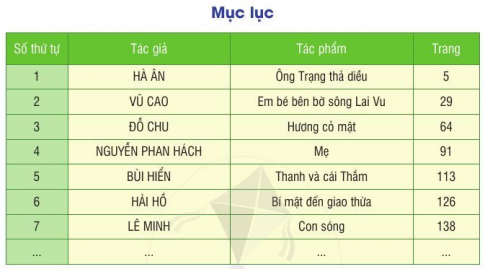 Mục lục
Số thứ tự Tác giả Tác phẩm Trang
1 HÀ ÂN Ông Trạng thả diều 5
2 VŨ CAO Em bé bên bờ sông Lai Vu 29
3 ĐỖ CHU Hương cỏ mật 64
4 NGUYỄN PHAN HÁCH Mẹ 91
5 BÙI HIỂN Thanh và cái Thắm 113
6 HẢI HỒ Bí mật đến giao thừa 126
7 LÊ MINH Con sóng 138
... ... ... ...